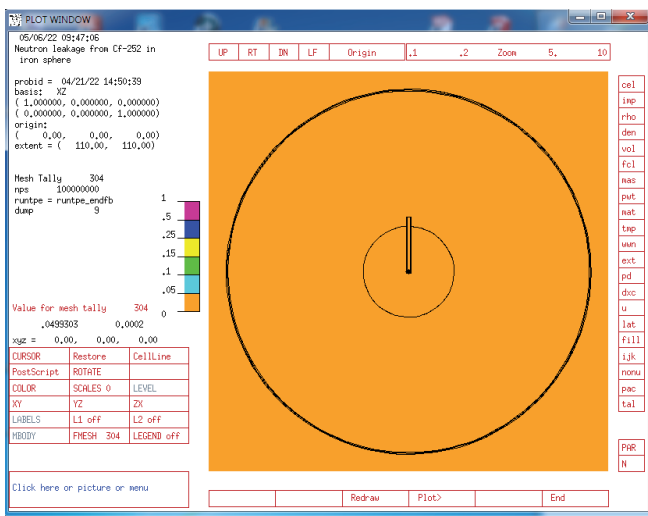 PLOT WINDOW
05/06/22 09:47:06
Neutron leakage from Cf-252 in
iron sphere
probid = 04/21/22 14:50:39
basis: XZ
( 1.000000, 0.000000, 0.000000)
( 0.000000, 0.000000, 1.000000)
origin:
( 0.00, 0.00, 0.00)
extent = ( 110.00, 110.00)
Mesh Tally 304
nps 100000000
runtpe = runtpe_endfb
dump 9
1
.5
.25
.15
.1
.05
0
Value for mesh tally 304
.0499303 0.0002
xyz = 0.00, 0.00, 0.00
CURSOR Restore CellLine
PostScript ROTATE
COLOR SCALES 0 LEVEL
XY YZ ZX
LABELS L1 off L2 off
MBODY FMESH 304 LEGEND off
Click here or picture or menu
UP RT DN LF Origin .1 .2 Zoom 5. 10
cel
imp
rho
den
vol
fcl
mas
pwt
mat
tmp
wwn
ext
pd
dxc
u
lat
fill
ijk
nonu
pac
tal
PAR
N
Redraw Plot> End